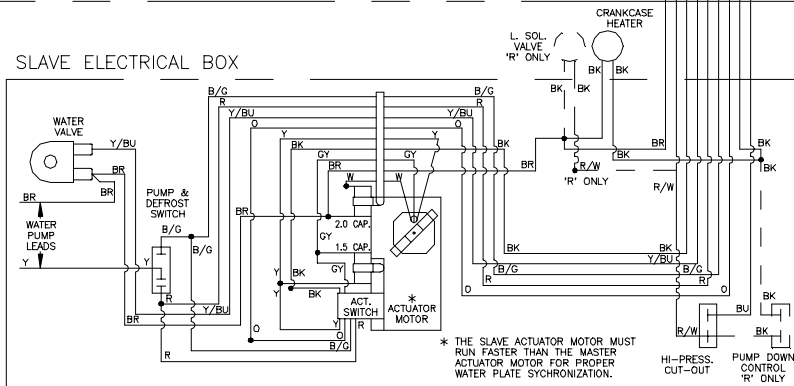 CRANKCASE
HEATER
L. SOL.
VALVE
'R' ONLY
SLAVE ELECTRICAL BOX
BK
BK
BK
BK
B/G
R
Y/BU
O
B/G
R
Y/BU
O
WATER
VALVE
Y/BU
BR
BR
BR
WATER
PUMP
LEADS
Y
Y
PUMP &
DEFROST
SWITCH
B/G
B/G
R
Y
BK
GY
BR
W
W
Y
BK
BR
BR
BK
BK
BK
R/W
R/W
'R' ONLY
BR
2.0 CAP.
GY
1.5 CAP.
GY
Y
Y
BK
BK
Y/BU
B/G
B/G
R
R
O
O
Y/BU
BR
O
R
ACT.
SWITCH
*
ACTUATOR
MOTOR
Y
O
B/G
R
* THE SLAVE ACTUATOR MOTOR MUST
RUN FASTER THAN THE MASTER
ACTUATOR MOTOR FOR PROPER
WATER PLATE SYCHRONIZATION.
BU
BK
R/W
BK
HI-PRESS.
CUT-OUT
PUMP DOWN
CONTROL
'R' ONLY